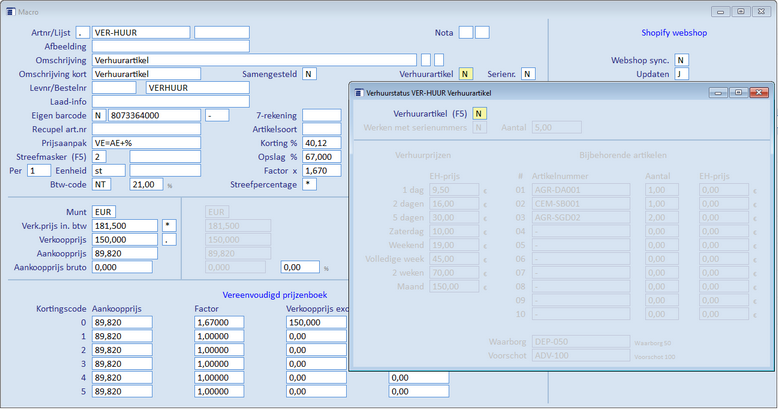 Macro
Artnr/Lijst . VER-HUUR Nota Shopify webshop
Afbeelding
Omschrijving Verhuurartikel Webshop sync. N
Omschrijving kort Verhuurartikel Samengesteld N Verhuurartikel N Serienr. N Updaten J
Levnr/Bestelnr VERHUUR
Laad-info
Eigen barcode N 8073364000 - 7-rekening
Recupel art.nr Artikelsoort
Prijsaanpak VE=AE+% Korting % 40,12
Streefmasker (F5) 2 Opslag % 67,000
Per 1 Eenheid st Factor x 1,670
Btw-code NT 21,00 % Streefpercentage *
Munt EUR EUR
Verk.prijs in. btw 181,500 * 181,500
Verkoopprijs 150,000 . 150,000
Aankoopprijs 89,820 89,820
Aankoopprijs bruto 0,000 0,000 0,00 %
Vereenvoudigd prijzenboek
Kortingscode Aankoopprijs Factor Verkoopprijs exc
0 89,820 1,67000 150,000
1 89,820 1,00000 0,00
2 89,820 1,00000 0,00
3 89,820 1,00000 0,00
4 89,820 1,00000 0,00 0,00
5 89,820 1,00000 0,00 0,00
Verhuurstatus VER-HUUR Verhuurartikel
Verhuurartikel (F5) N
Werken met serienummers N Aantal 5,00
Verhuurprijzen Bijbehorende artikelen
EH-prijs # Artikelnummer Aantal EH-prijs
1 dag 9,50 € 01 AGR-DA001 1,00 0,00 €
2 dagen 16,00 € 02 CEM-SB001 1,00 0,00 €
5 dagen 30,00 € 03 AGR-SGD02 2,00 0,00 €
Zaterdag 10,00 € 04 - 0,00 0,00 €
Weekend 19,00 € 05 - 0,00 0,00 €
Volledige week 45,00 € 06 - 0,00 0,00 €
2 weken 70,00 € 07 - 0,00 0,00 €
Maand 150,00 € 08 - 0,00 0,00 €
09 - 0,00 0,00 €
10 - 0,00 0,00 €
Waarborg DEP-050 Waarborg 50
Voorschot ADV-100 Voorschot 100